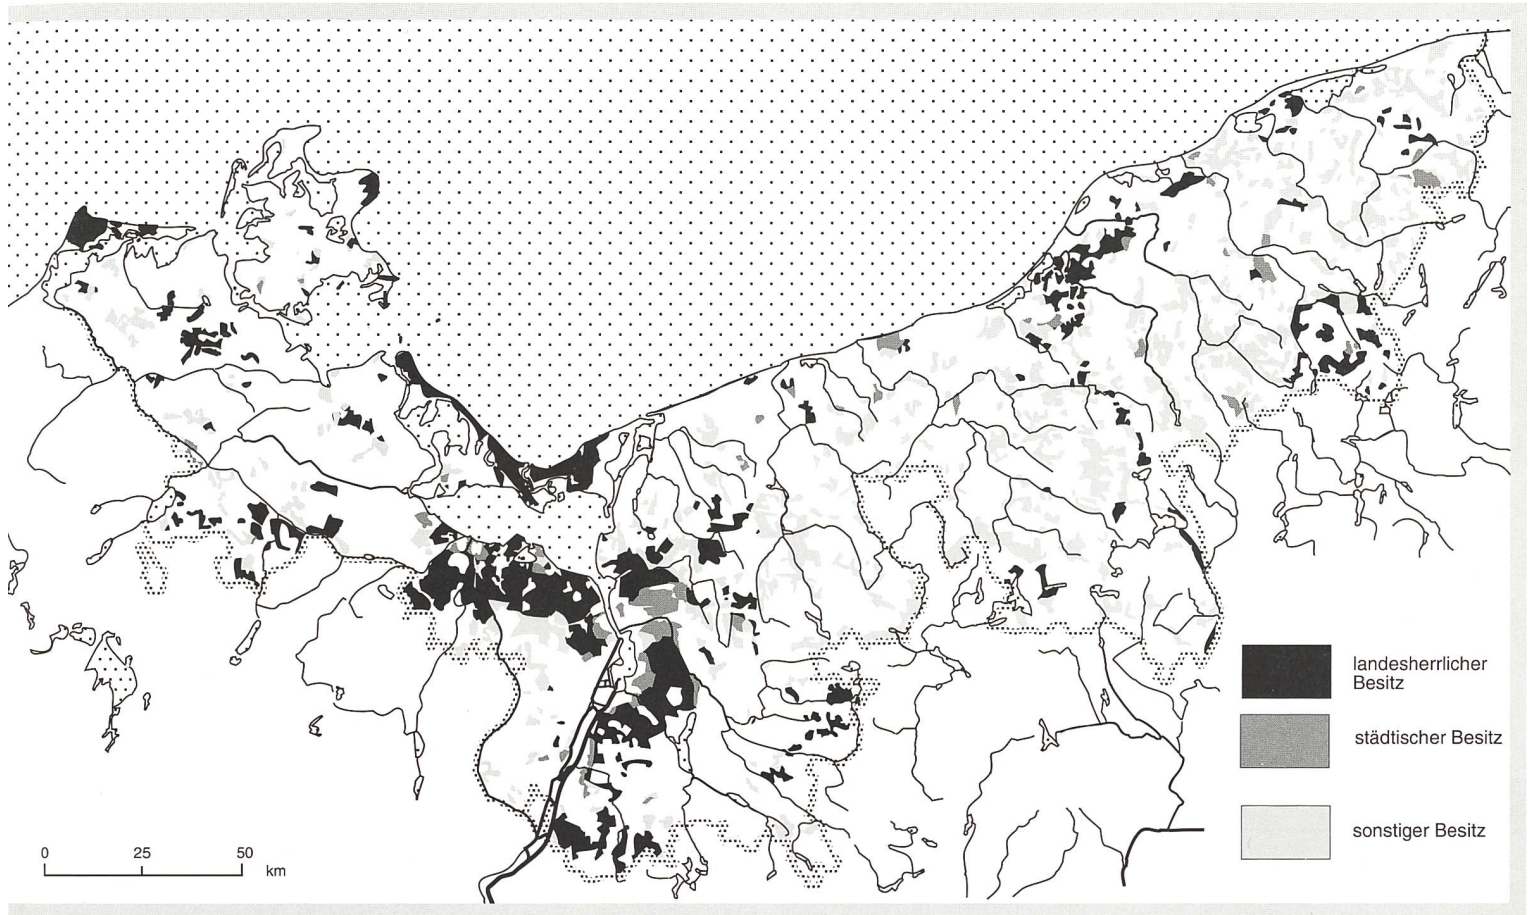 landesherrlicher
Besitz
städtischer Besitz
sonstiger Besitz
0 25 50
km